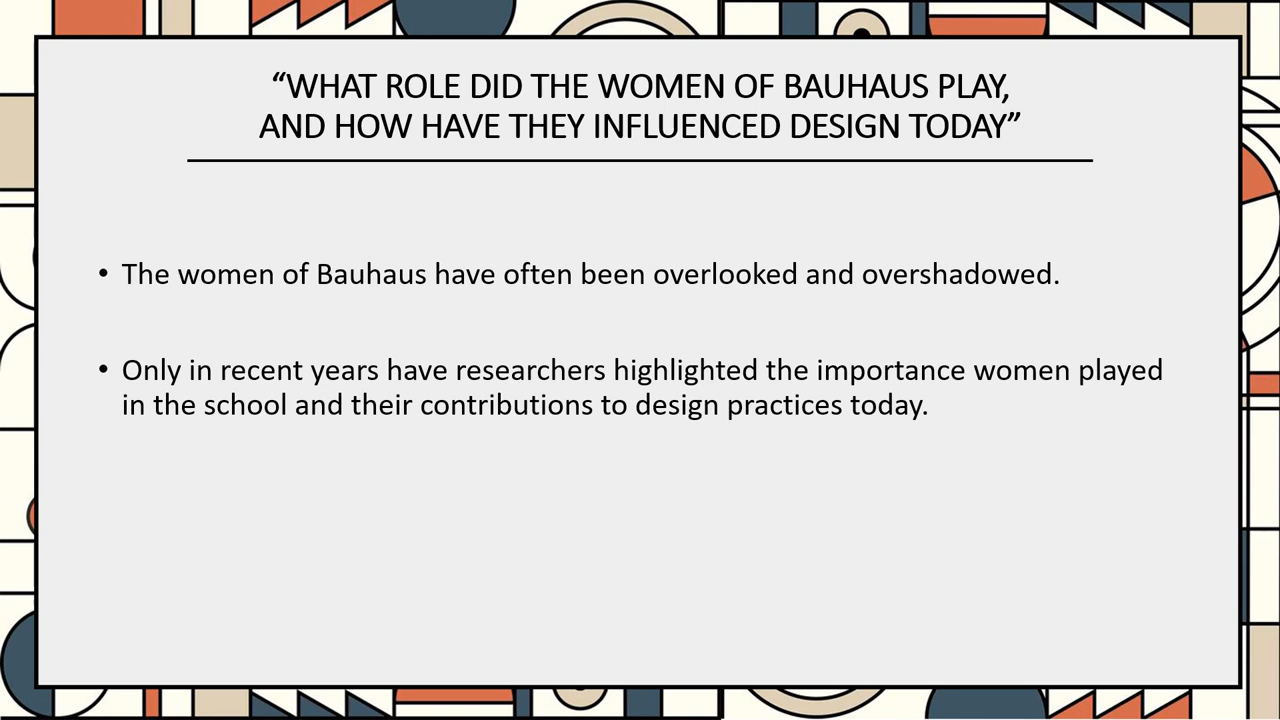 “WHAT ROLE DID THE WOMEN OF BAUHAUS PLAY,
AND HOW HAVE THEY INFLUENCED DESIGN TODAY”
• The women of Bauhaus have often been overlooked and overshadowed.
• Only in recent years have researchers highlighted the importance women played
in the school and their contributions to design practices today.